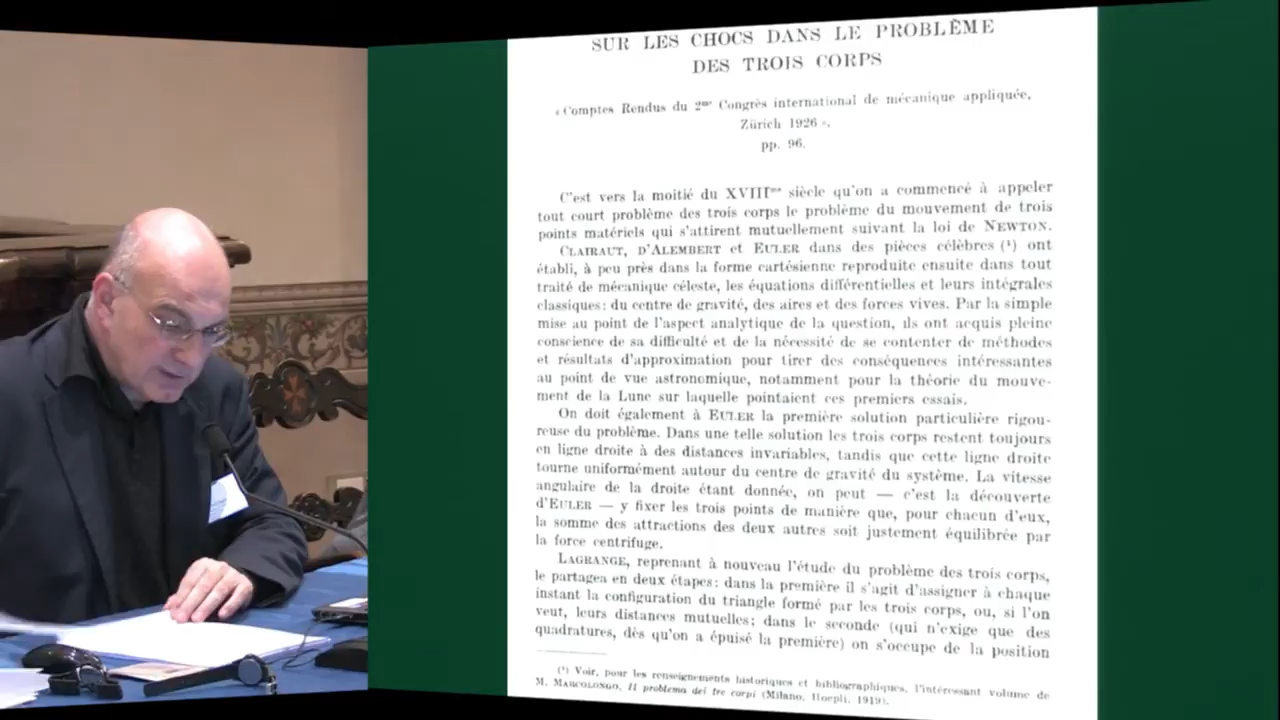 SUR LES CHOCS DANS LE PROBLÈME
DES TROIS CORPS
« Comptes Rendus du 2me Congrès international de mécanique appliquée,
Zürich 1926 ».
pp. 96.
C'est vers la moitié du XVIIIme siècle qu'on a commencé à appeler
tout court problème des trois corps le problème du mouvement de trois
points matériels qui s'attirent mutuellement suivant la loi de NEWTON.
CLAIRAUT, D'ALEMBERT et EULER dans des pièces célèbres (¹) ont
établi, à peu près dans la forme cartésienne reproduite ensuite dans tout
traité de mécanique céleste, les équations différentielles et leurs intégrales
classiques: du centre de gravité, des aires et des forces vives. Par la simple
mise au point de l'aspect analytique de la question, ils ont acquis pleine
conscience de sa difficulté et de la nécessité de se contenter de méthodes
et résultats d'approximation pour tirer des conséquences intéressantes
au point de vue astronomique, notamment pour la théorie du mouve-
ment de la Lune sur laquelle pointaient ces premiers essais.
On doit également à EULER la première solution particulière rigou-
reuse du problème. Dans une telle solution les trois corps restent toujours
en ligne droite à des distances invariables, tandis que cette ligne droite
tourne uniformément autour du centre de gravité du système. La vitesse
angulaire de la droite étant donnée, on peut — c'est la découverte
d'EULER — y fixer les trois points de manière que, pour chacun d'eux,
la somme des attractions des deux autres soit justement équilibrée par
la force centrifuge.
LAGRANGE, reprenant à nouveau l'étude du problème des trois corps,
le partagea en deux étapes: dans la première il s'agit d'assigner à chaque
instant la configuration du triangle formé par les trois corps, ou, si l'on
veut, leurs distances mutuelles; dans le seconde (qui n'exige que des
quadratures, dès qu'on a épuisé la première) on s'occupe de la position
(¹) Voir, pour les renseignements historiques et bibliographiques, l'intéressant volume de
M. MARCOLONGO, Il problema dei tre corpi (Milano, Hoepli, 1919).